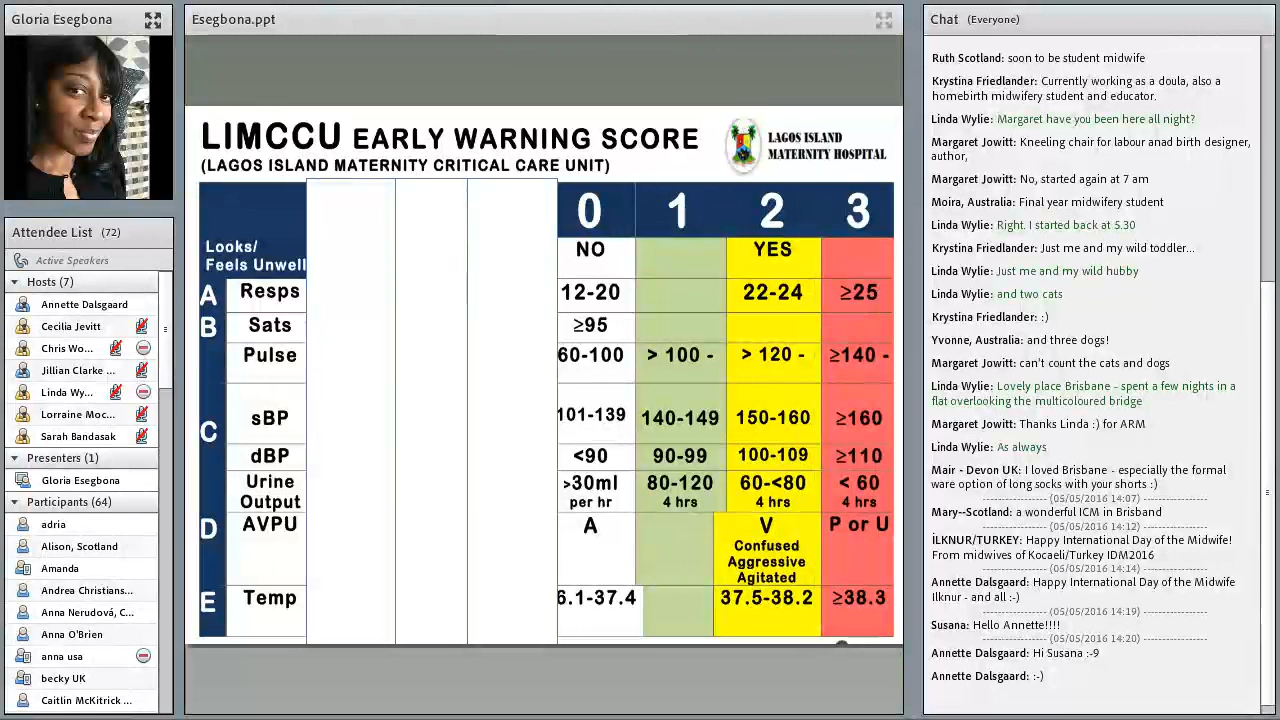 Gloria Esegbona
Attendee List (72)
Active Speakers
Hosts (7)
Annette Dalsgaard
Cecilia Jevitt
Chris Wo...
Jillian Clarke ...
Linda Wy...
Lorraine Moc...
Sarah Bandasak
Presenters (1)
Gloria Esegbona
Participants (64)
adria
Alison, Scotland
Amanda
Andrea Christians...
Anna Nerudová, C...
Anna O'Brien
anna usa
becky UK
Caitlin McKitrick ...
Esegbona.ppt
LIMCCU EARLY WARNING SCORE
(LAGOS ISLAND MATERNITY CRITICAL CARE UNIT)
LAGOS ISLAND
MATERNITY HOSPITAL
0 1 2 3
Looks/
Feels Unwell
NO YES
A Resps 12-20 22-24 ≥25
B Sats ≥95
Pulse 60-100 > 100 - > 120 - ≥140 -
C
sBP 101-139 140-149 150-160 ≥160
dBP <90 90-99 100-109 ≥110
Urine >30ml 80-120 60-<80 < 60
Output per hr 4 hrs 4 hrs 4 hrs
D AVPU A V P or U
Confused
Aggressive
Agitated
E Temp 6.1-37.4 37.5-38.2 ≥38.3
Chat (Everyone)
Ruth Scotland: soon to be student midwife
Krystina Friedlander: Currently working as a doula, also a
homebirth midwifery student and educator.
Linda Wylie: Margaret have you been here all night?
Margaret Jowitt: Kneeling chair for labour anad birth designer,
author,
Margaret Jowitt: No, started again at 7 am
Moira, Australia: Final year midwifery student
Linda Wylie: Right. I started back at 5.30
Krystina Friedlander: Just me and my wild toddler...
Linda Wylie: Just me and my wild hubby
Linda Wylie: and two cats
Krystina Friedlander: :)
Yvonne, Australia: and three dogs!
Margaret Jowitt: can't count the cats and dogs
Linda Wylie: Lovely place Brisbane - spent a few nights in a
flat overlooking the multicoloured bridge
Margaret Jowitt: Thanks Linda :) for ARM
Linda Wylie: As always
Mair - Devon UK: I loved Brisbane - especially the formal
ware option of long socks with your shorts :)
------------------ (05/05/2016 14:07) ------------------
Mary--Scotland: a wonderful ICM in Brisband
------------------ (05/05/2016 14:12) ------------------
İLKNUR/TURKEY: Happy International Day of the Midwife!
From midwives of Kocaeli/Turkey IDM2016
------------------ (05/05/2016 14:14) ------------------
Annette Dalsgaard: Happy International Day of the Midwife
Ilknur - and all :-)
------------------ (05/05/2016 14:19) ------------------
Susana: Hello Annette!!!!
------------------ (05/05/2016 14:20) ------------------
Annette Dalsgaard: Hi Susana :-9
Annette Dalsgaard: :-)